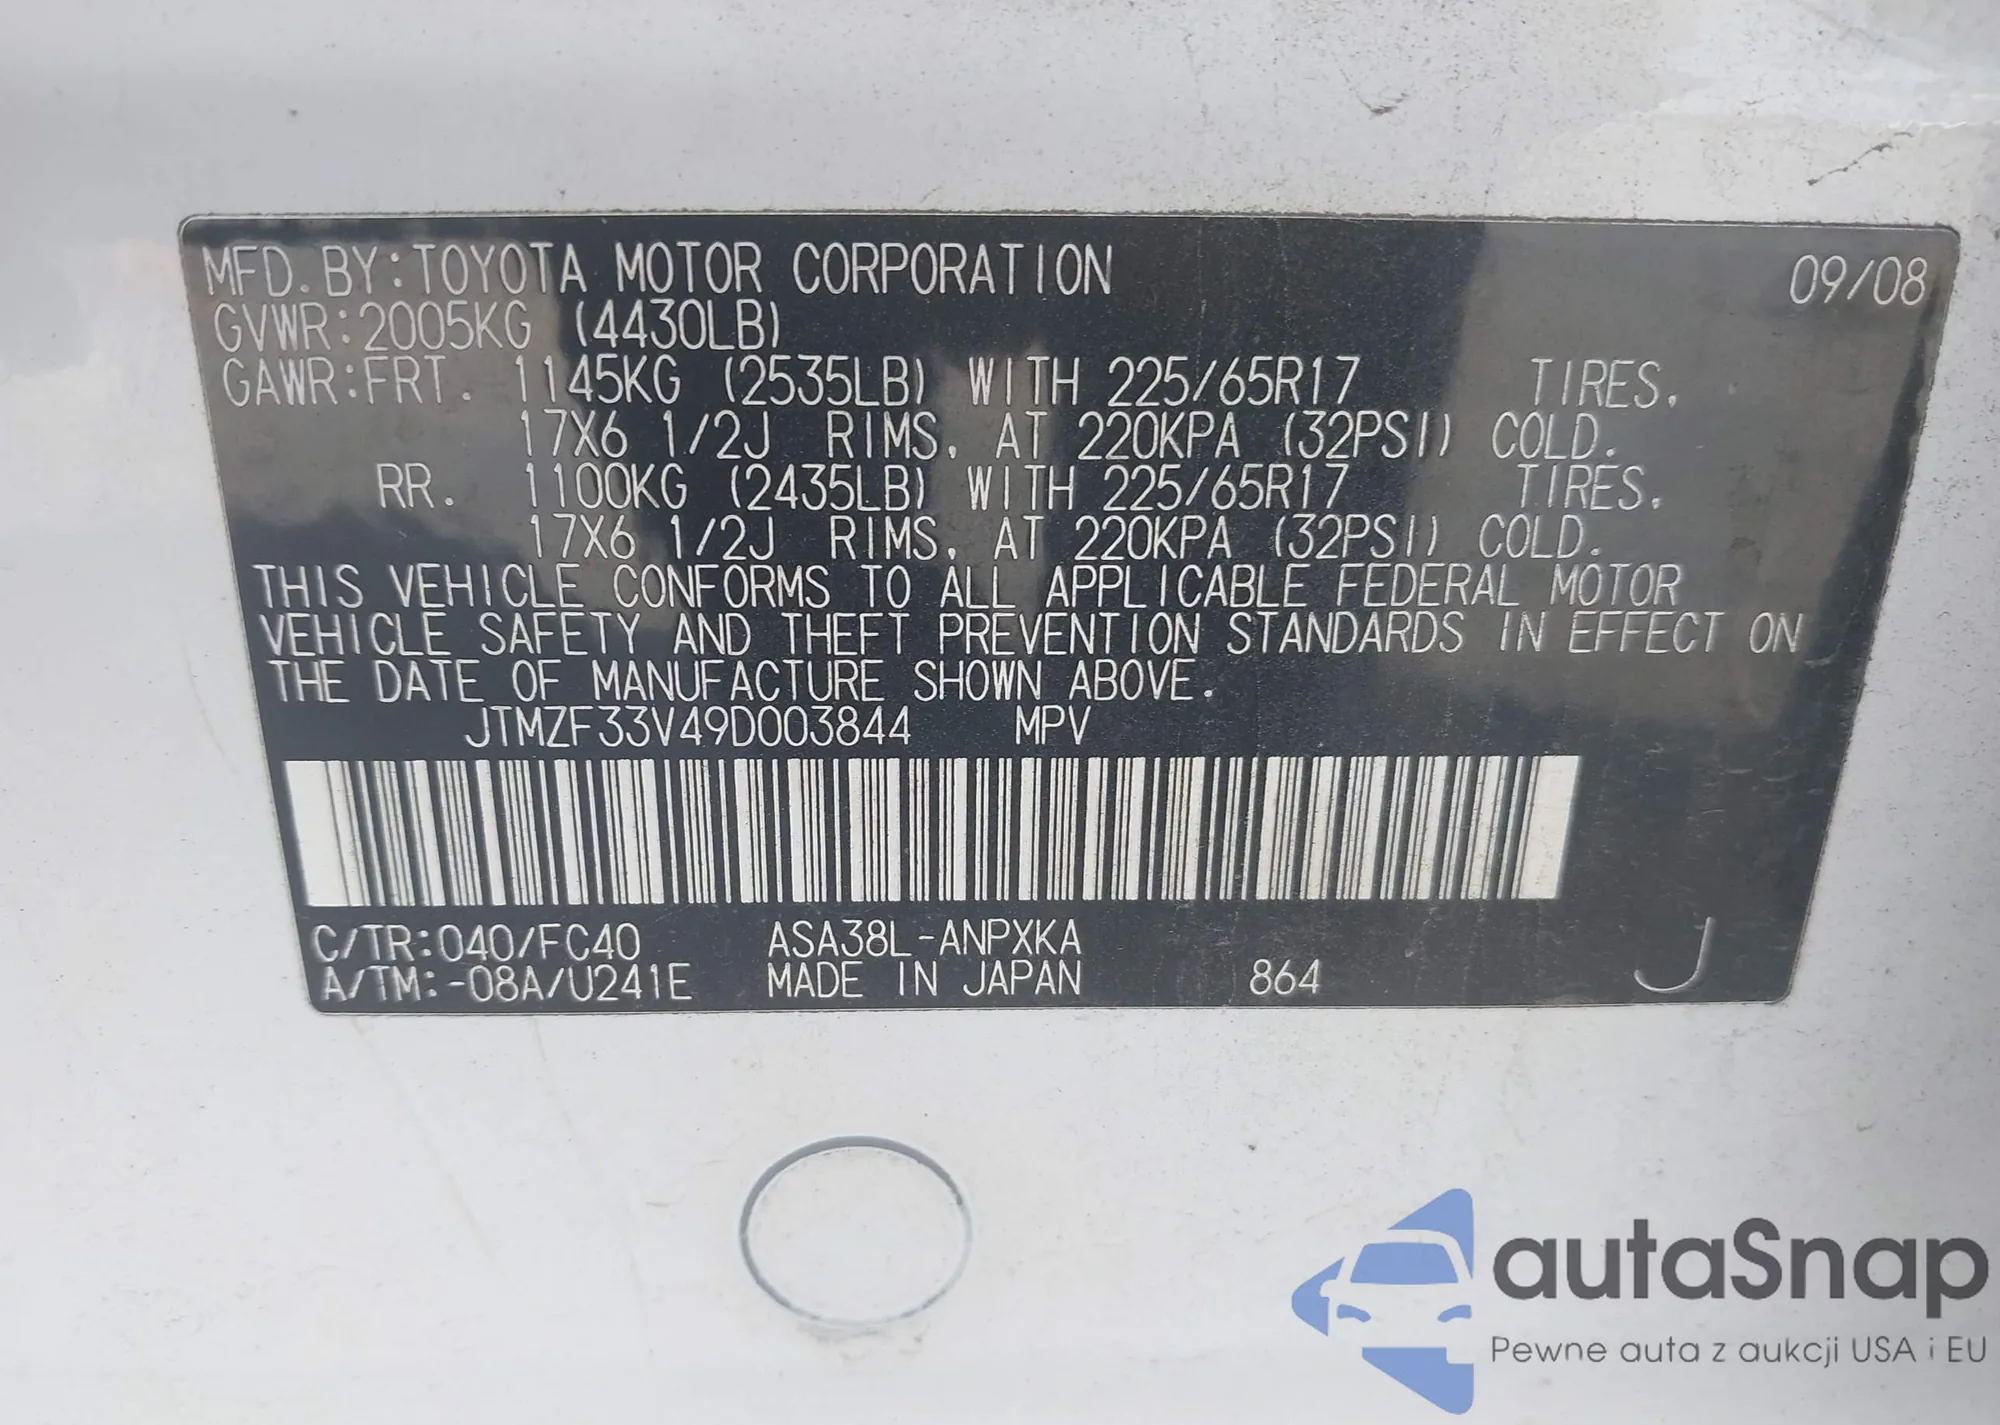 MFD. BY:TOYOTA MOTOR CORPORATION 09/08
GVWR:2005KG (4430LB)
GAWR:FRT. 1145KG (2535LB) WITH 225/65R17 TIRES,
17X6 1/2J RIMS, AT 220KPA (32PSI) COLD.
RR. 1100KG (2435LB) WITH 225/65R17 TIRES,
17X6 1/2J RIMS, AT 220KPA (32PSI) COLD.
THIS VEHICLE CONFORMS TO ALL APPLICABLE FEDERAL MOTOR
VEHICLE SAFETY AND THEFT PREVENTION STANDARDS IN EFFECT ON
THE DATE OF MANUFACTURE SHOWN ABOVE.
JTMZF33V49D003844 MPV
C/TR:040/FC40 ASA38L-ANPXKA
A/TM:-08A/U241E MADE IN JAPAN 864 J
autaSnap
Pewne auta z aukcji USA i EU